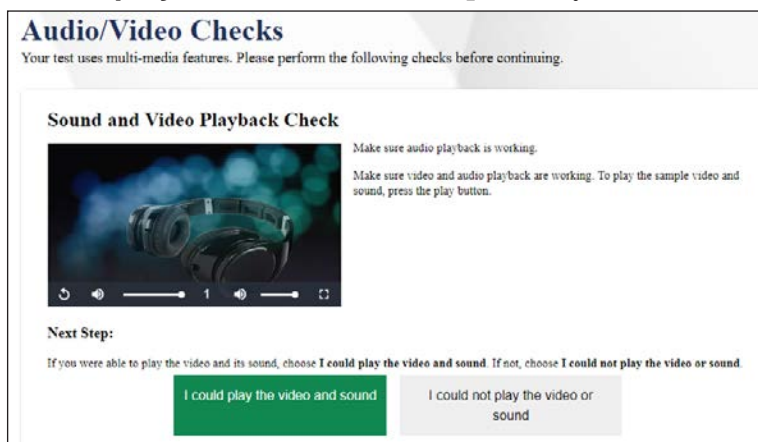 Audio/Video Checks
Your test uses multi-media features. Please perform the following checks before continuing.
Sound and Video Playback Check
Make sure audio playback is working.
Make sure video and audio playback are working. To play the sample video and
sound, press the play button.
1
Next Step:
If you were able to play the video and its sound, choose I could play the video and sound. If not, choose I could not play the video or sound.
I could play the video and sound
I could not play the video or
sound